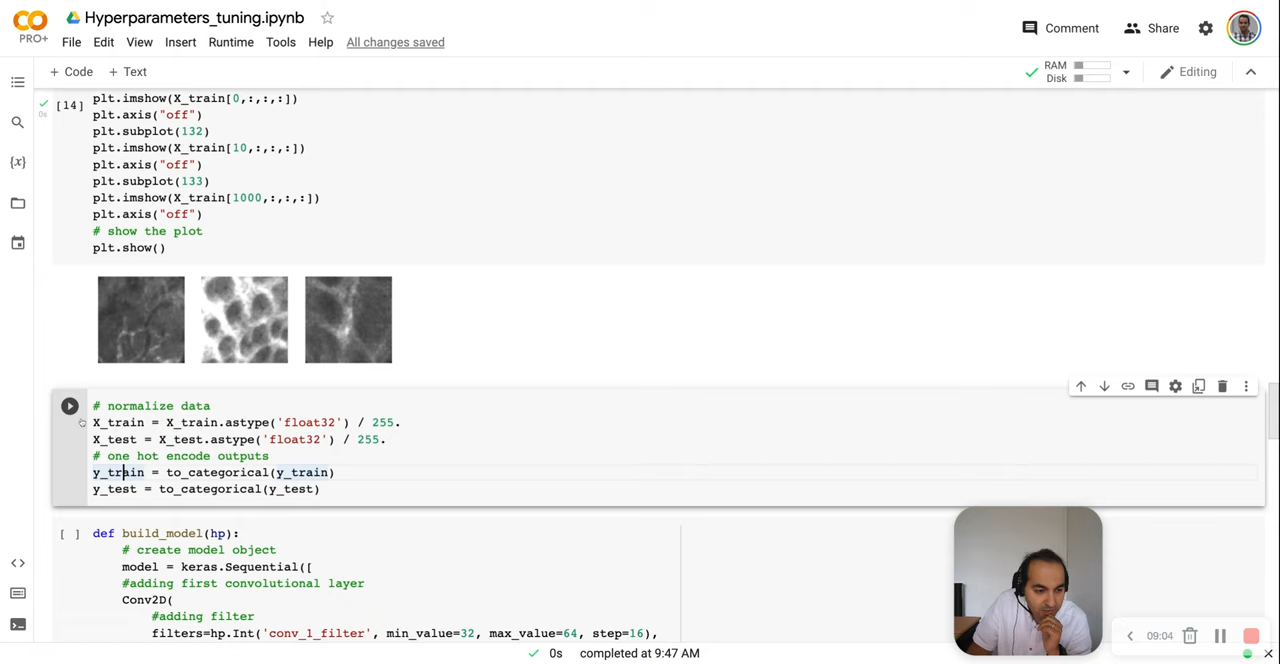 Hyperparameters_tuning.ipynb
PRO+
File Edit View Insert Runtime Tools Help All changes saved
Comment Share
+ Code + Text
RAM
Disk
Editing
[14]
0s
plt.imshow(X_train[0,:,:,:])
plt.axis("off")
plt.subplot(132)
plt.imshow(X_train[10,:,:,:])
plt.axis("off")
plt.subplot(133)
plt.imshow(X_train[1000,:,:,:])
plt.axis("off")
# show the plot
plt.show()
# normalize data
X_train = X_train.astype('float32') / 255.
X_test = X_test.astype('float32') / 255.
# one hot encode outputs
y_train = to_categorical(y_train)
y_test = to_categorical(y_test)
[ ] def build_model(hp):
# create model object
model = keras.Sequential([
#adding first convolutional layer
Conv2D(
#adding filter
filters=hp.Int('conv_1_filter', min_value=32, max_value=64, step=16),
09:04
0s completed at 9:47 AM